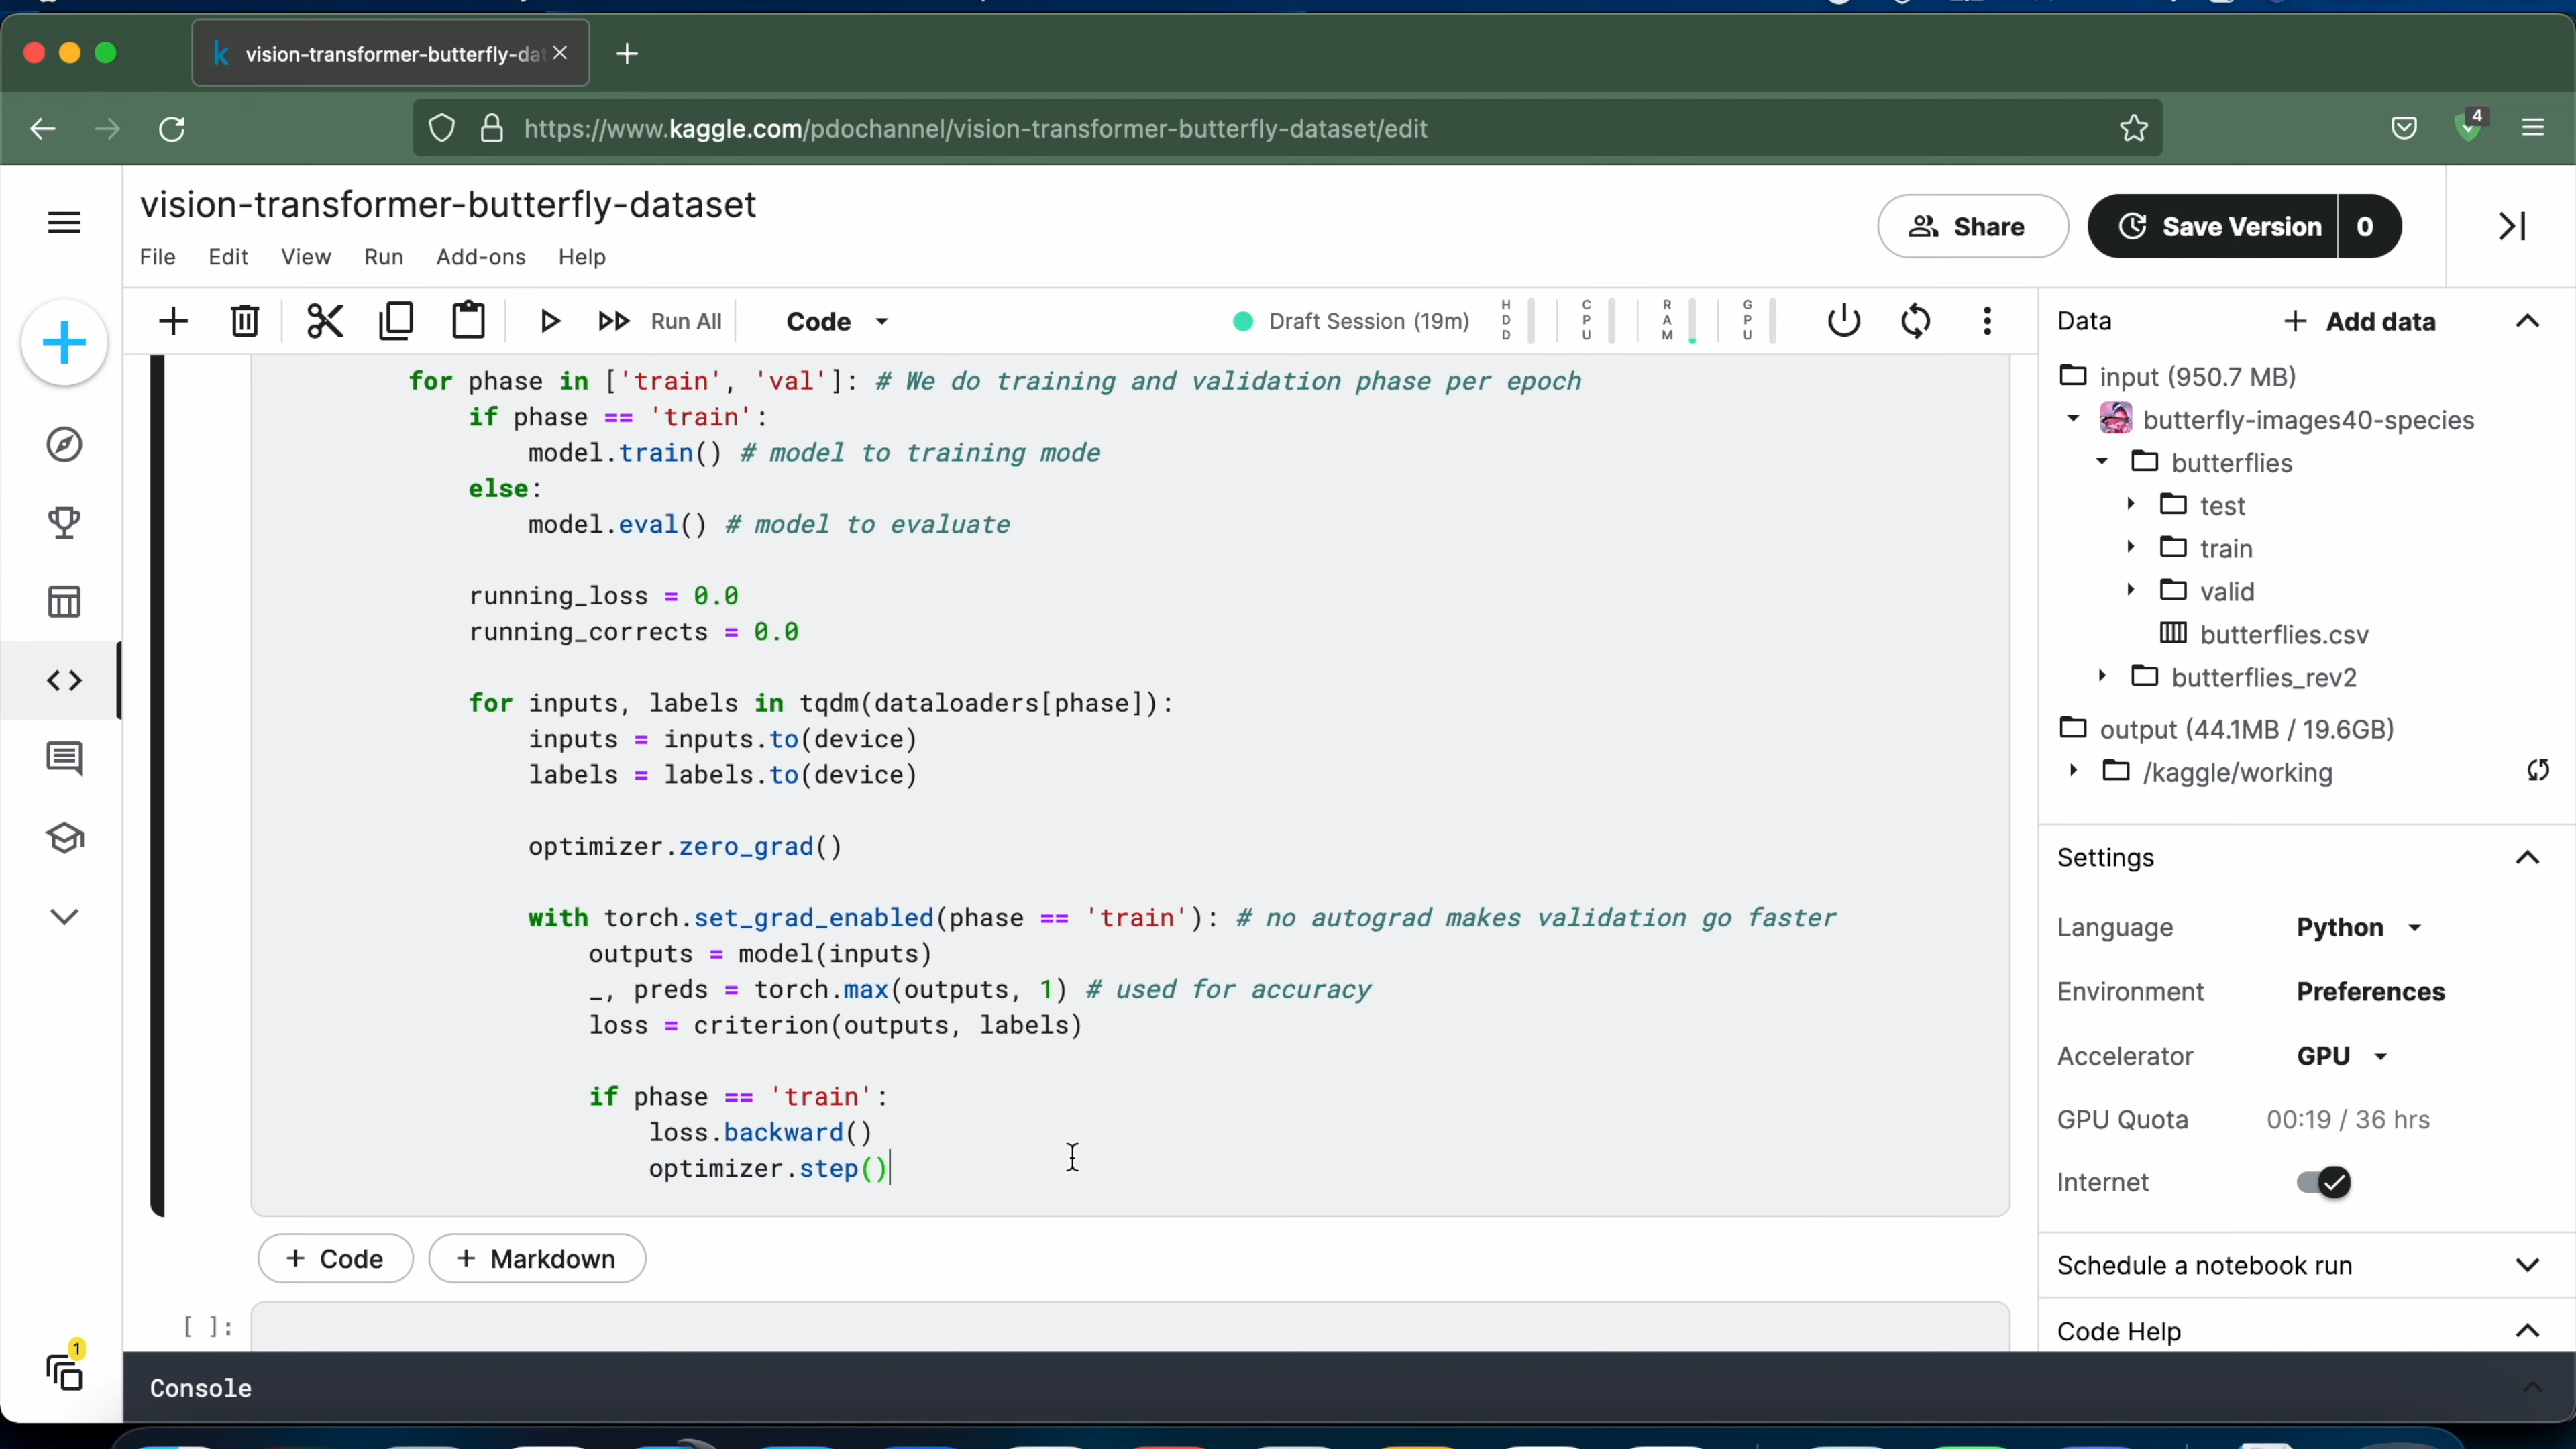 vision-transformer-butterfly-dat
https://www.kaggle.com/pdochannel/vision-transformer-butterfly-dataset/edit
4
vision-transformer-butterfly-dataset
File Edit View Run Add-ons Help
Share
Save Version 0
Run All
Code
Draft Session (19m)
HDD
CPU
RAM
GPU
for phase in ['train', 'val']: # We do training and validation phase per epoch
if phase == 'train':
model.train() # model to training mode
else:
model.eval() # model to evaluate
running_loss = 0.0
running_corrects = 0.0
for inputs, labels in tqdm(dataloaders[phase]):
inputs = inputs.to(device)
labels = labels.to(device)
optimizer.zero_grad()
with torch.set_grad_enabled(phase == 'train'): # no autograd makes validation go faster
outputs = model(inputs)
_, preds = torch.max(outputs, 1) # used for accuracy
loss = criterion(outputs, labels)
if phase == 'train':
loss.backward()
optimizer.step()
+ Code
+ Markdown
[ ]:
Console
1
Data
+ Add data
input (950.7 MB)
butterfly-images40-species
butterflies
test
train
valid
butterflies.csv
butterflies_rev2
output (44.1MB / 19.6GB)
/kaggle/working
Settings
Language Python
Environment Preferences
Accelerator GPU
GPU Quota 00:19 / 36 hrs
Internet
Schedule a notebook run
Code Help